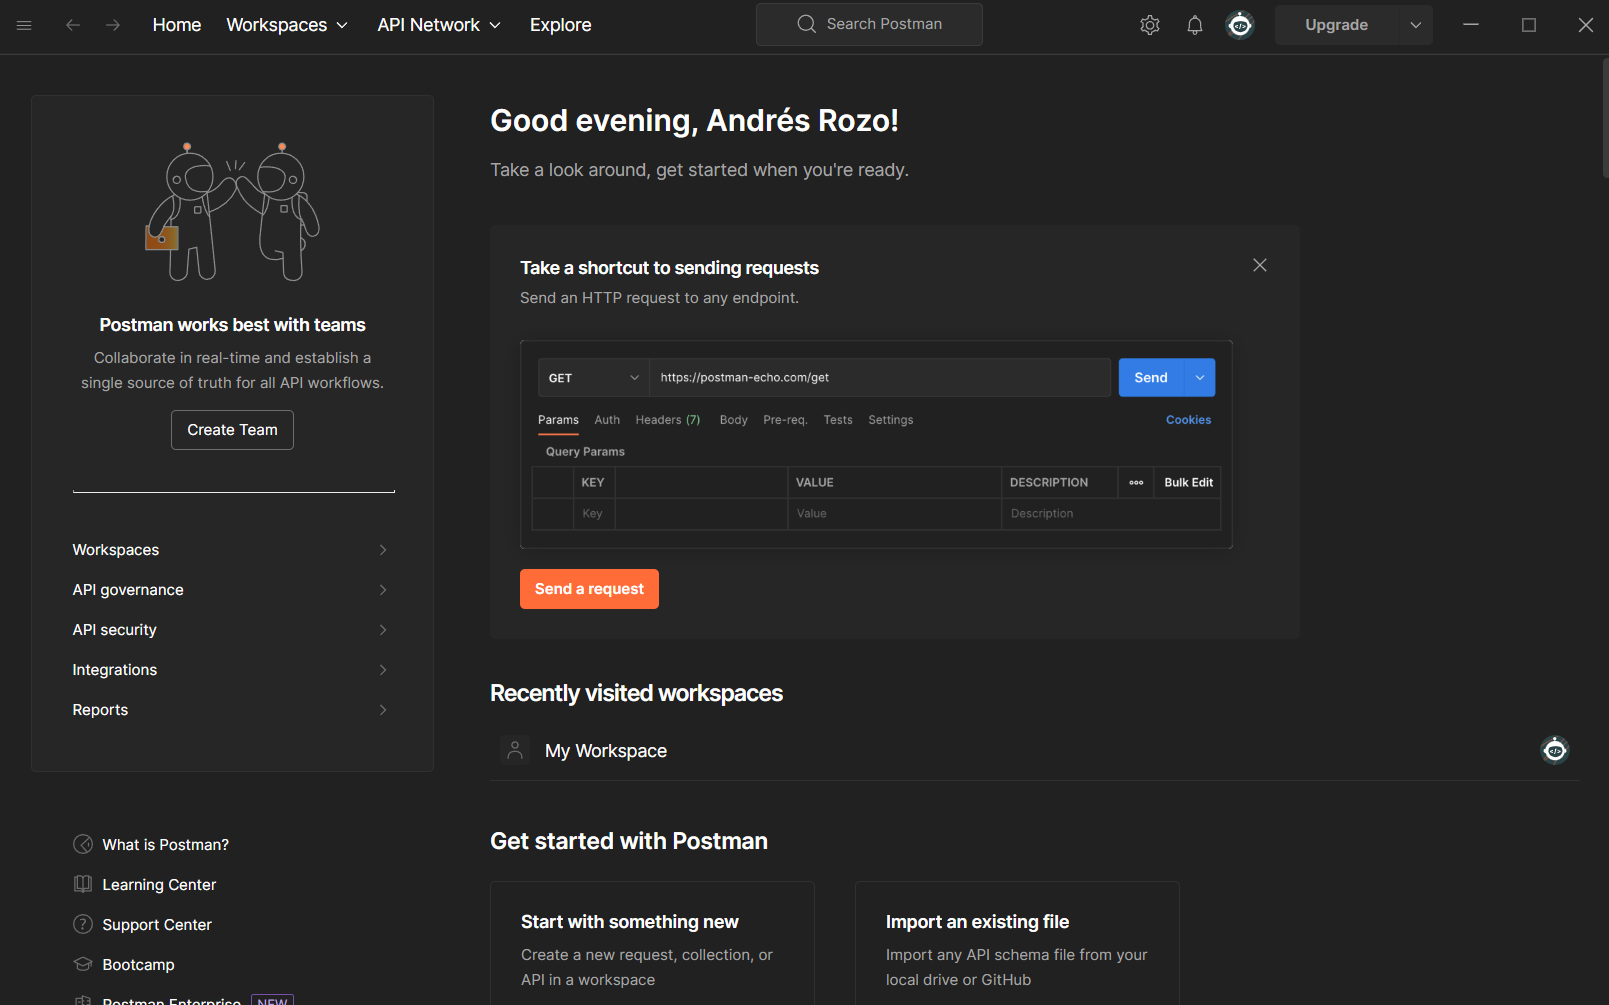 Home
Workspaces
API Network
Explore
Search Postman
Upgrade
Postman works best with teams
Collaborate in real-time and establish a
single source of truth for all API workflows.
Create Team
Workspaces
API governance
API security
Integrations
Reports
What is Postman?
Learning Center
Support Center
Bootcamp
Postman Enterprise NEW
Good evening, Andrés Rozo!
Take a look around, get started when you're ready.
Take a shortcut to sending requests
Send an HTTP request to any endpoint.
GET https://postman-echo.com/get Send
Params Auth Headers (7) Body Pre-req. Tests Settings Cookies
Query Params
KEY VALUE DESCRIPTION Bulk Edit
Key Value Description
Send a request
Recently visited workspaces
My Workspace
Get started with Postman
Start with something new
Create a new request, collection, or
API in a workspace
Import an existing file
Import any API schema file from your
local drive or GitHub